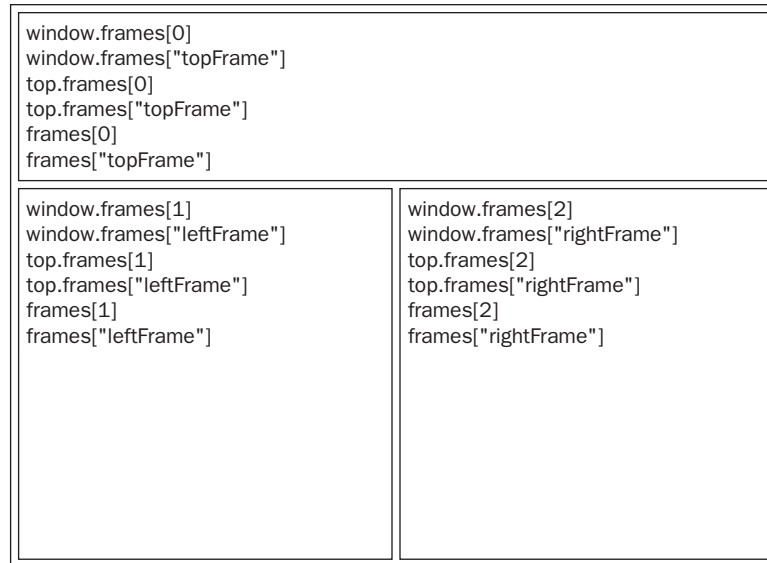 window.frames[0]
window.frames["topFrame"]
top.frames[0]
top.frames["topFrame"]
frames[0]
frames["topFrame"]
window.frames[1]
window.frames["leftFrame"]
top.frames[1]
top.frames["leftFrame"]
frames[1]
frames["leftFrame"]
window.frames[2]
window.frames["rightFrame"]
top.frames[2]
top.frames["rightFrame"]
frames[2]
frames["rightFrame"]